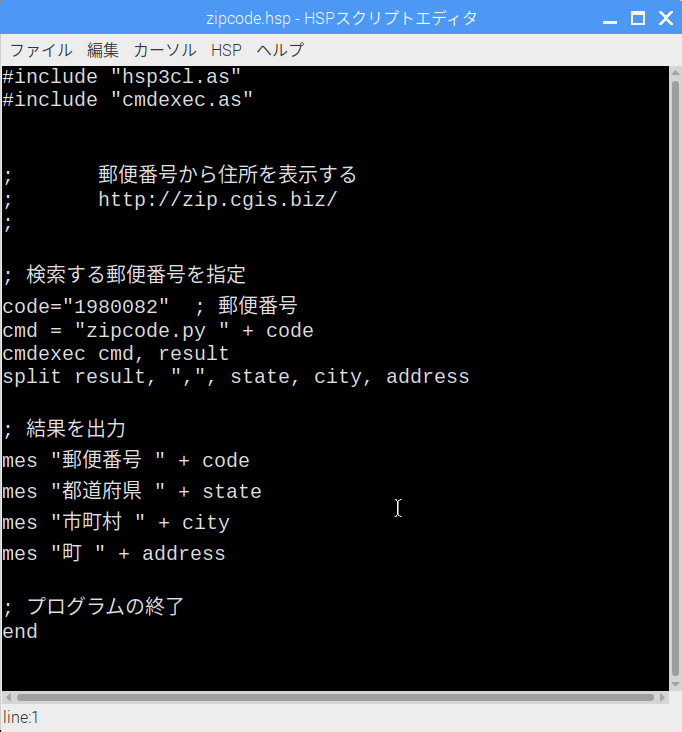 zipcode.hsp - HSPスクリプトエディタ
ファイル 編集 カーソル HSP ヘルプ
#include "hsp3cl.as"
#include "cmdexec.as"
;       郵便番号から住所を表示する
;       http://zip.cgis.biz/
;
; 検索する郵便番号を指定
code="1980082"  ; 郵便番号
cmd = "zipcode.py " + code
cmdexec cmd, result
split result, ",", state, city, address
; 結果を出力
mes "郵便番号 " + code
mes "都道府県 " + state
mes "市町村 " + city
mes "町 " + address
; プログラムの終了
end
line:1